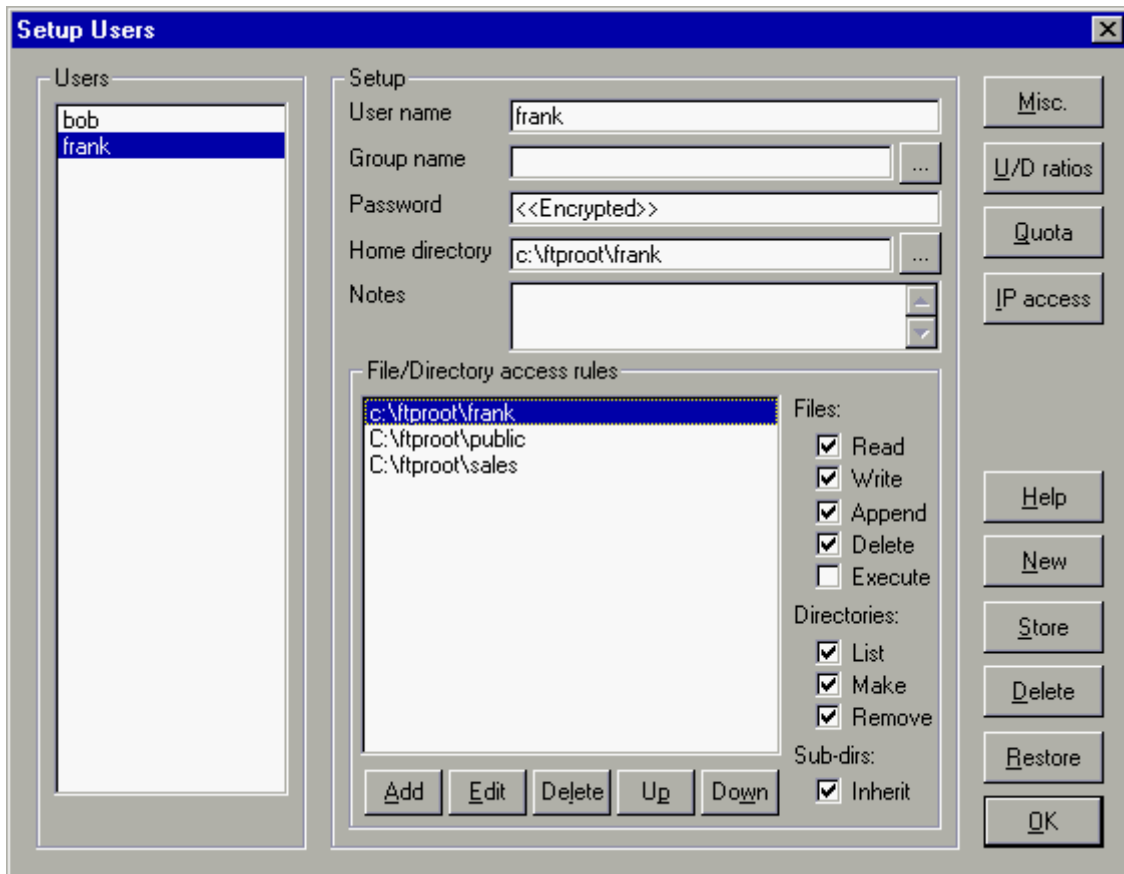 Setup Users
Users
bob
frank
Setup
User name
frank
Group name
...
Password
<<Encrypted>>
Home directory
c:\ftproot\frank
...
Notes
File/Directory access rules
c:\ftproot\frank
C:\ftproot\public
C:\ftproot\sales
Add
Edit
Delete
Up
Down
Files:
Read
Write
Append
Delete
Execute
Directories:
List
Make
Remove
Sub-dirs:
Inherit
Misc.
U/D ratios
Quota
IP access
Help
New
Store
Delete
Restore
OK